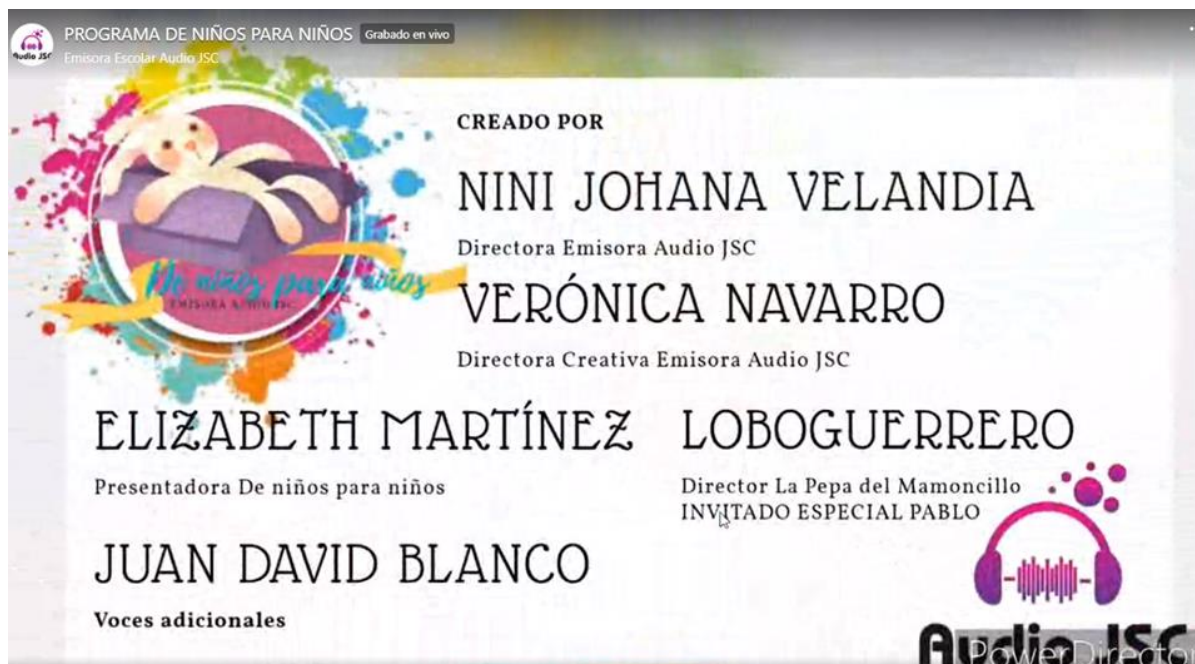 PROGRAMA DE NIÑOS PARA NIÑOS Grabado en vivo
Audio JSC Emisora Escolar Audio JSC
CREADO POR
NINI JOHANA VELANDIA
Directora Emisora Audio JSC
De niños para niños
EMISORA AUDIO JSC
VERÓNICA NAVARRO
Directora Creativa Emisora Audio JSC
ELIZABETH MARTÍNEZ
Presentadora De niños para niños
LOBOGUERRERO
Director La Pepa del Mamoncillo
INVITADO ESPECIAL PABLO
JUAN DAVID BLANCO
Voces adicionales
Audio JSC
PowerDirector